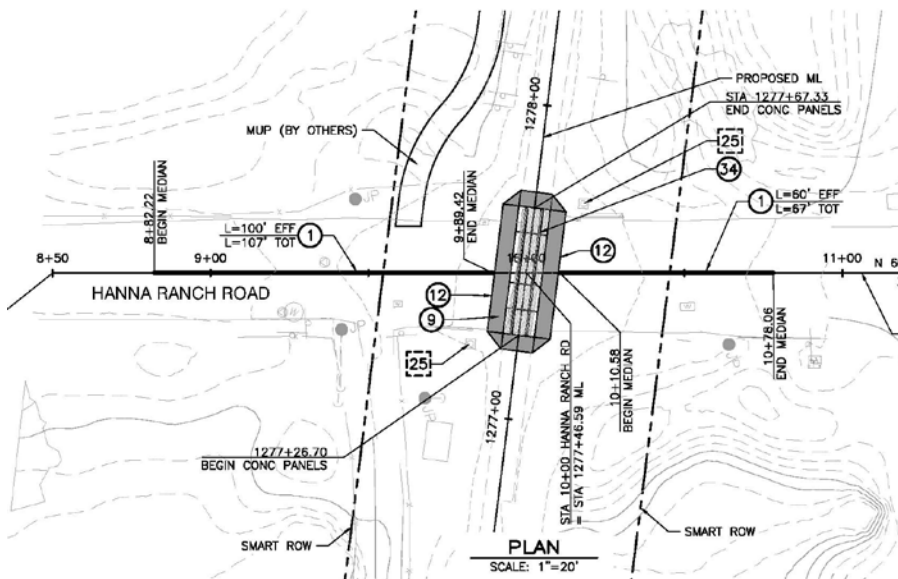 PROPOSED ML
STA 1277+67.33
END CONC PANELS
1278+00
MUP (BY OTHERS)
25
34
JP
8+82.22
BEGIN MEDIAN
9+89.42
END MEDIAN
L=100' EFF
L=107' TOT
1
1
L=60' EFF
L=67' TOT
12
8+50
9+00
10+00
11+00
N 6
HANNA RANCH ROAD
12
9
JP
25
JP
10+10.58
BEGIN MEDIAN
10+78.06
END MEDIAN
1277+00
STA 10+00 HANNA RANCH RD
= STA 1277+46.59 ML
1277+26.70
BEGIN CONC PANELS
SMART ROW
SMART ROW
PLAN
SCALE: 1"=20'